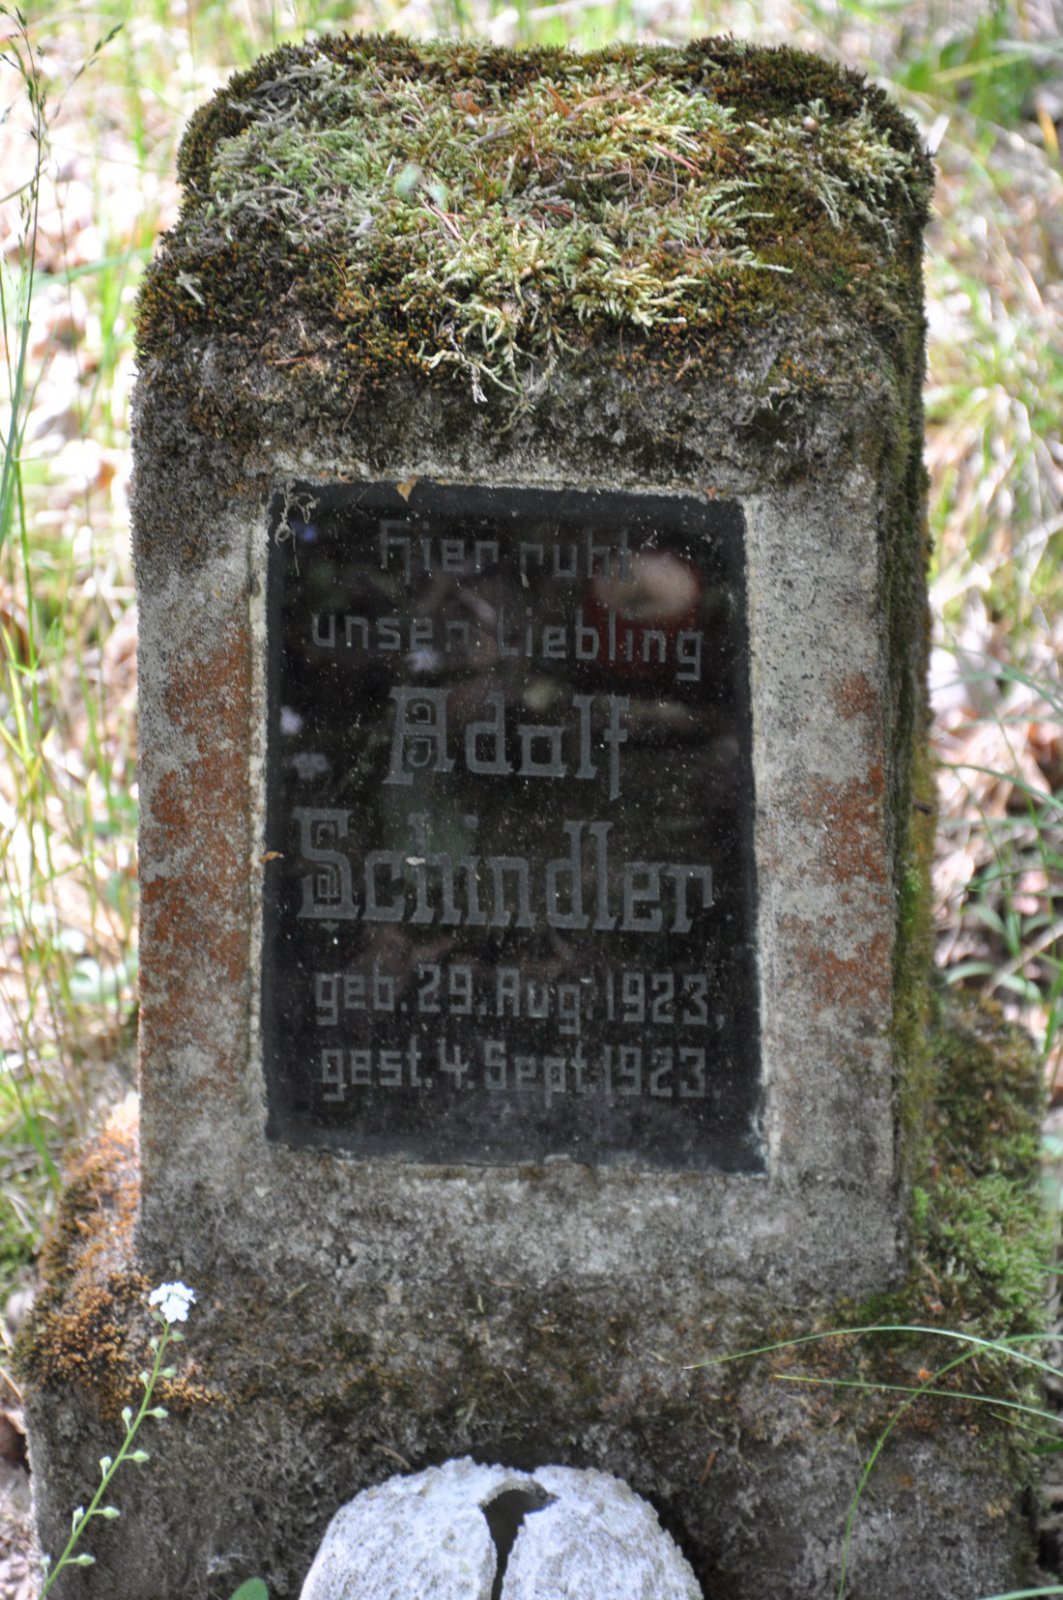 Hier ruht
unser Liebling
Adolf
Schindler
geb. 29. Aug. 1923,
gest. 4. Sept. 1923